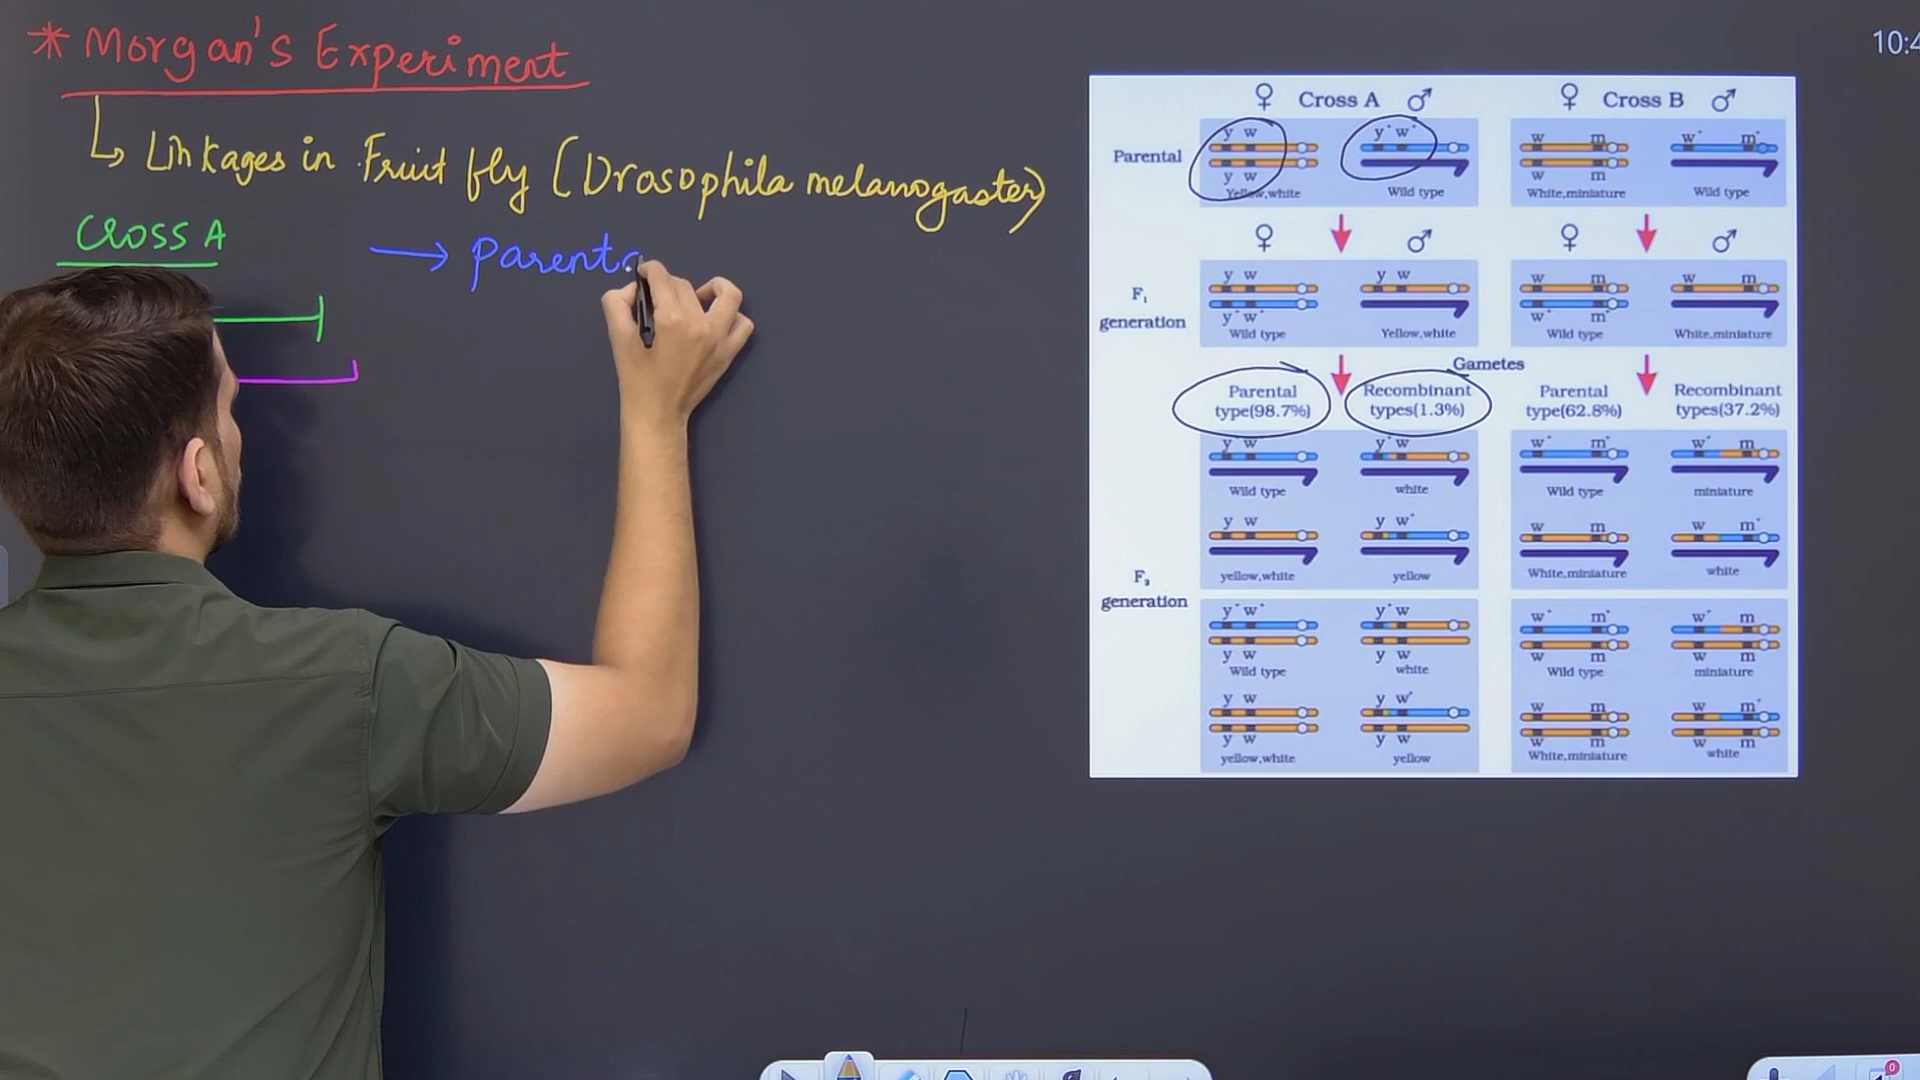 * Morgan's Experiment
Linkages in Fruit fly (Drosophila melanogaster)
Cross A
→ Parenta
10:4
♀ Cross A ♂
♀ Cross B ♂
Parental
y w
y w
Yellow,white
y⁺ w⁺
Wild type
w m
w m
White,miniature
w⁺ m⁺
Wild type
♀ ♂ ♀ ♂
F₁
generation
y w
y⁺ w⁺
Wild type
y w
Yellow,white
w m
w⁺ m⁺
Wild type
w m
White,miniature
Gametes
Parental
type(98.7%)
Recombinant
types(1.3%)
Parental
type(62.8%)
Recombinant
types(37.2%)
F₂
generation
y w
Wild type
y⁺ w
white
w⁺ m⁺
Wild type
w⁺ m
miniature
y w
yellow,white
y w⁺
yellow
w m
White,miniature
w m⁺
white
y⁺ w⁺
y w
Wild type
y⁺ w
y w
white
w⁺ m⁺
w m
Wild type
w⁺ m
w m
miniature
y w
y w
yellow,white
y w⁺
y w
yellow
w m
w m
White,miniature
w m⁺
w m
white
0